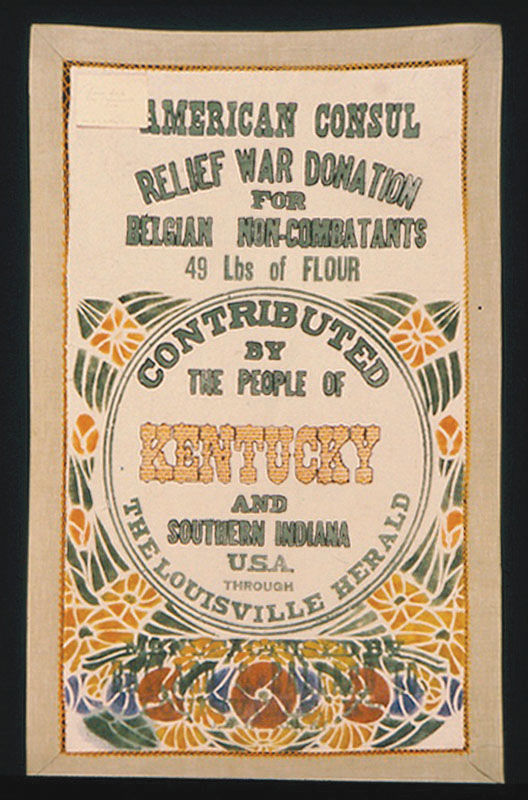 AMERICAN CONSUL
RELIEF WAR DONATION
FOR
BELGIAN NON-COMBATANTS
49 Lbs of FLOUR
CONTRIBUTED
BY
THE PEOPLE OF
KENTUCKY
AND
SOUTHERN INDIANA
U.S.A.
THROUGH
THE LOUISVILLE HERALD